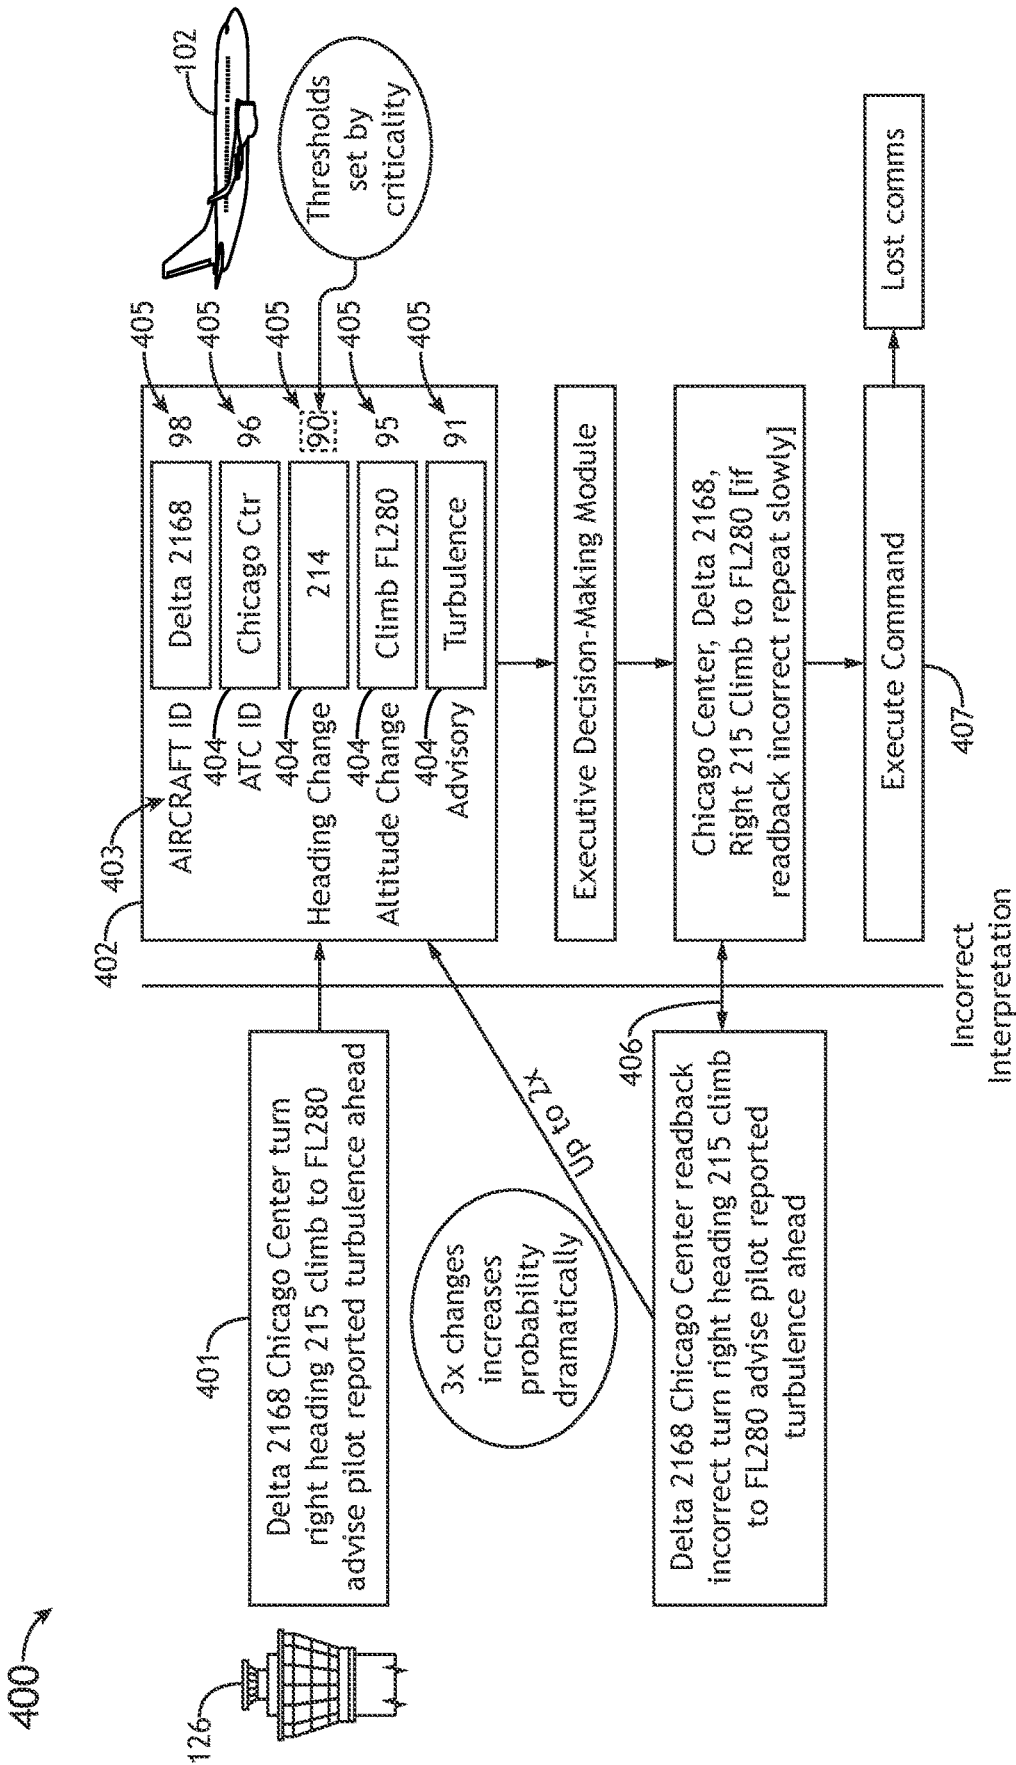 400
126
401
Delta 2168 Chicago Center turn
right heading 215 climb to FL280
advise pilot reported turbulence ahead
3x changes
increases
probability
dramatically
Up to 2x
Delta 2168 Chicago Center readback
incorrect turn right heading 215 climb
to FL280 advise pilot reported
turbulence ahead
406
Incorrect
Interpretation
402
403
AIRCRAFT ID
Delta 2168
98
405
404
ATC ID
Chicago Ctr
96
405
404
Heading Change
214
90
405
404
Altitude Change
Climb FL280
95
405
404
Advisory
Turbulence
91
405
102
Thresholds
set by
criticality
Executive Decision-Making Module
Chicago Center, Delta 2168,
Right 215 Climb to FL280 [if
readback incorrect repeat slowly]
Execute Command
407
Lost comms